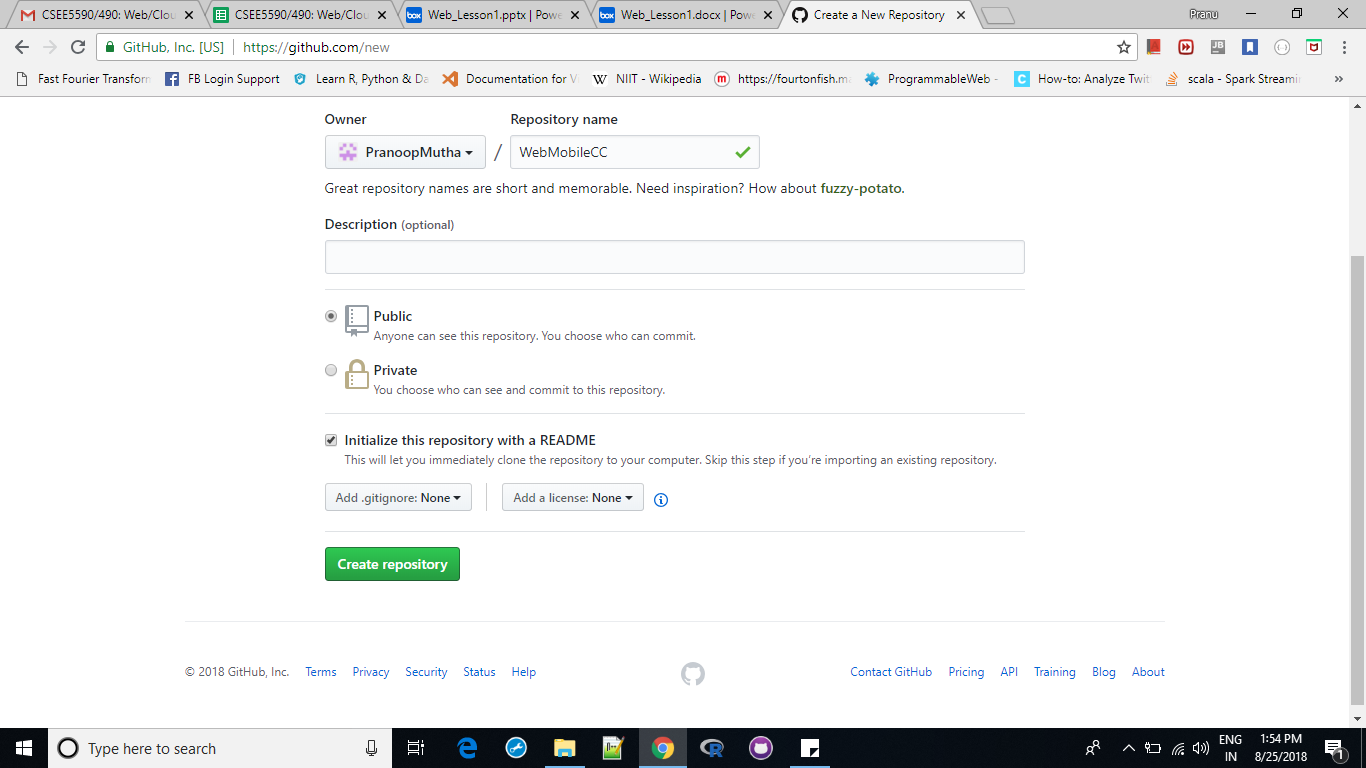 CSEE5590/490: Web/Clou
CSEE5590/490: Web/Clou
Web_Lesson1.pptx | Powe
Web_Lesson1.docx | Powe
Create a New Repository
Pranu
GitHub, Inc. [US]
https://github.com/new
Fast Fourier Transform
FB Login Support
Learn R, Python & Da
Documentation for V
NIIT - Wikipedia
https://fourtonfish.m
ProgrammableWeb -
How-to: Analyze Twit
scala - Spark Streamin
Owner
Repository name
PranoopMutha
/
WebMobileCC
Great repository names are short and memorable. Need inspiration? How about fuzzy-potato.
Description (optional)
Public
Anyone can see this repository. You choose who can commit.
Private
You choose who can see and commit to this repository.
Initialize this repository with a README
This will let you immediately clone the repository to your computer. Skip this step if you're importing an existing repository.
Add .gitignore: None
Add a license: None
Create repository
© 2018 GitHub, Inc.
Terms
Privacy
Security
Status
Help
Contact GitHub
Pricing
API
Training
Blog
About
Type here to search
ENG
IN
1:54 PM
8/25/2018
1